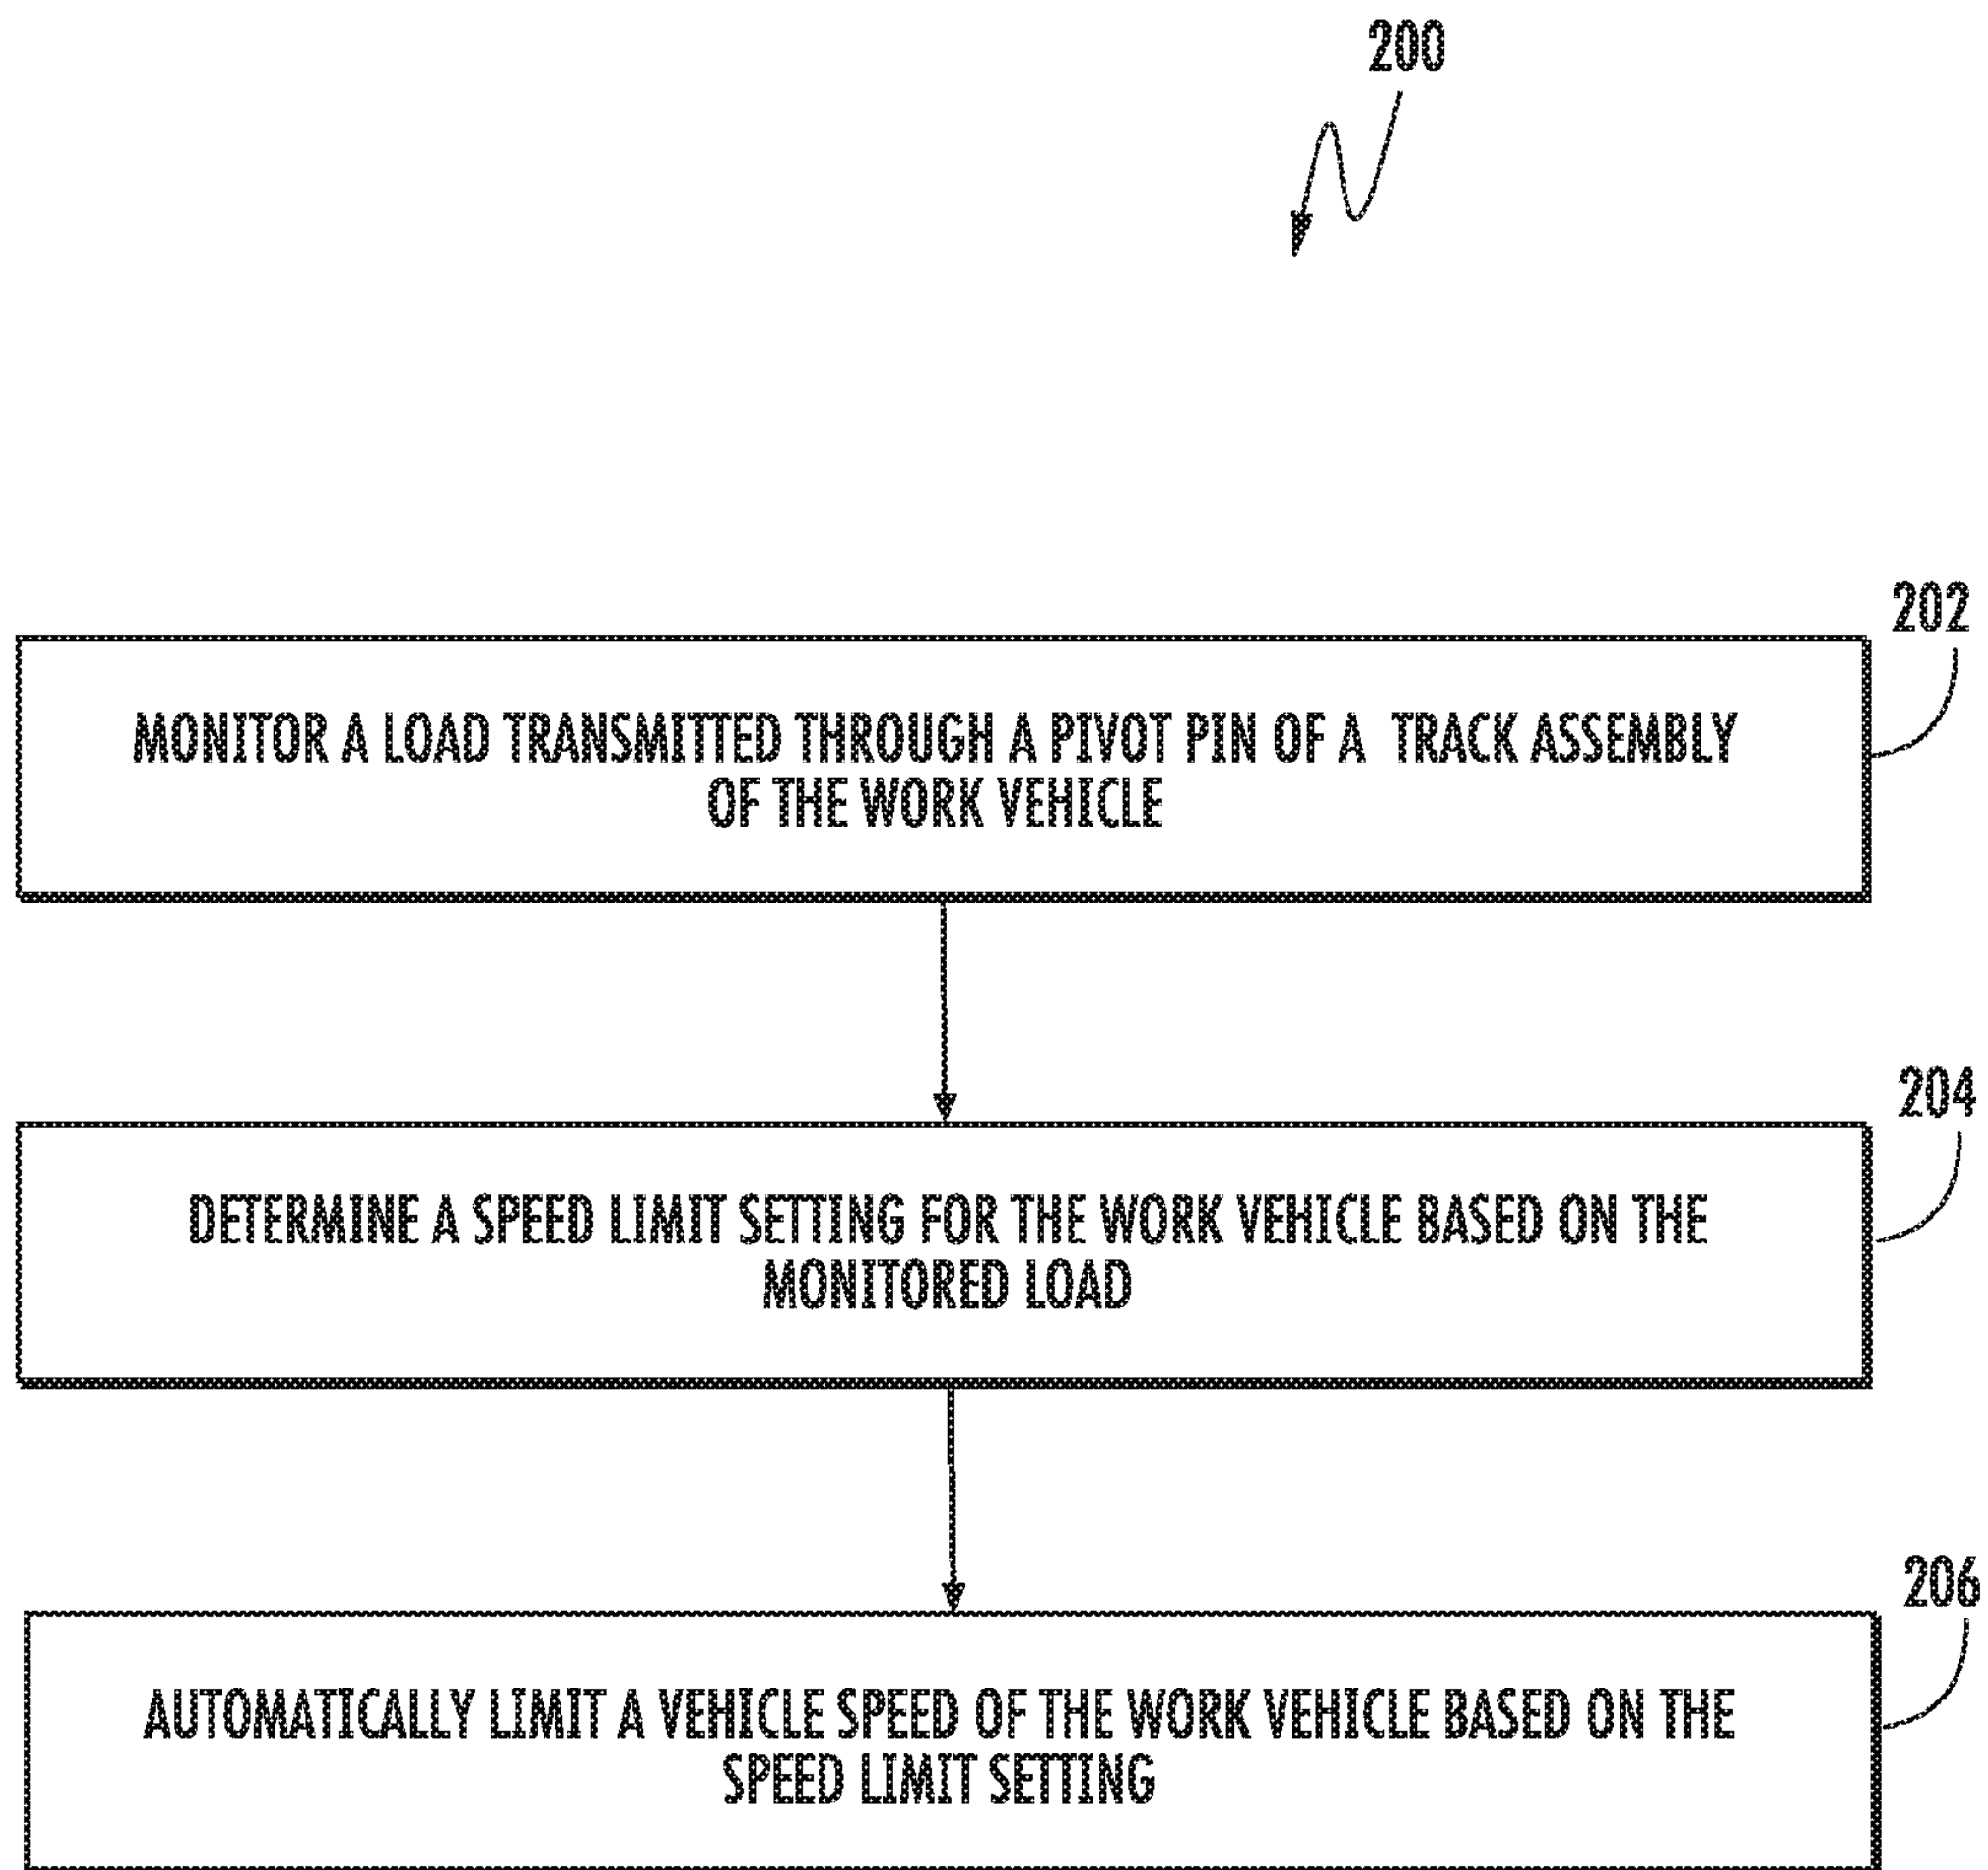 200
202
MONITOR A LOAD TRANSMITTED THROUGH A PIVOT PIN OF A TRACK ASSEMBLY
OF THE WORK VEHICLE
204
DETERMINE A SPEED LIMIT SETTING FOR THE WORK VEHICLE BASED ON THE
MONITORED LOAD
206
AUTOMATICALLY LIMIT A VEHICLE SPEED OF THE WORK VEHICLE BASED ON THE
SPEED LIMIT SETTING